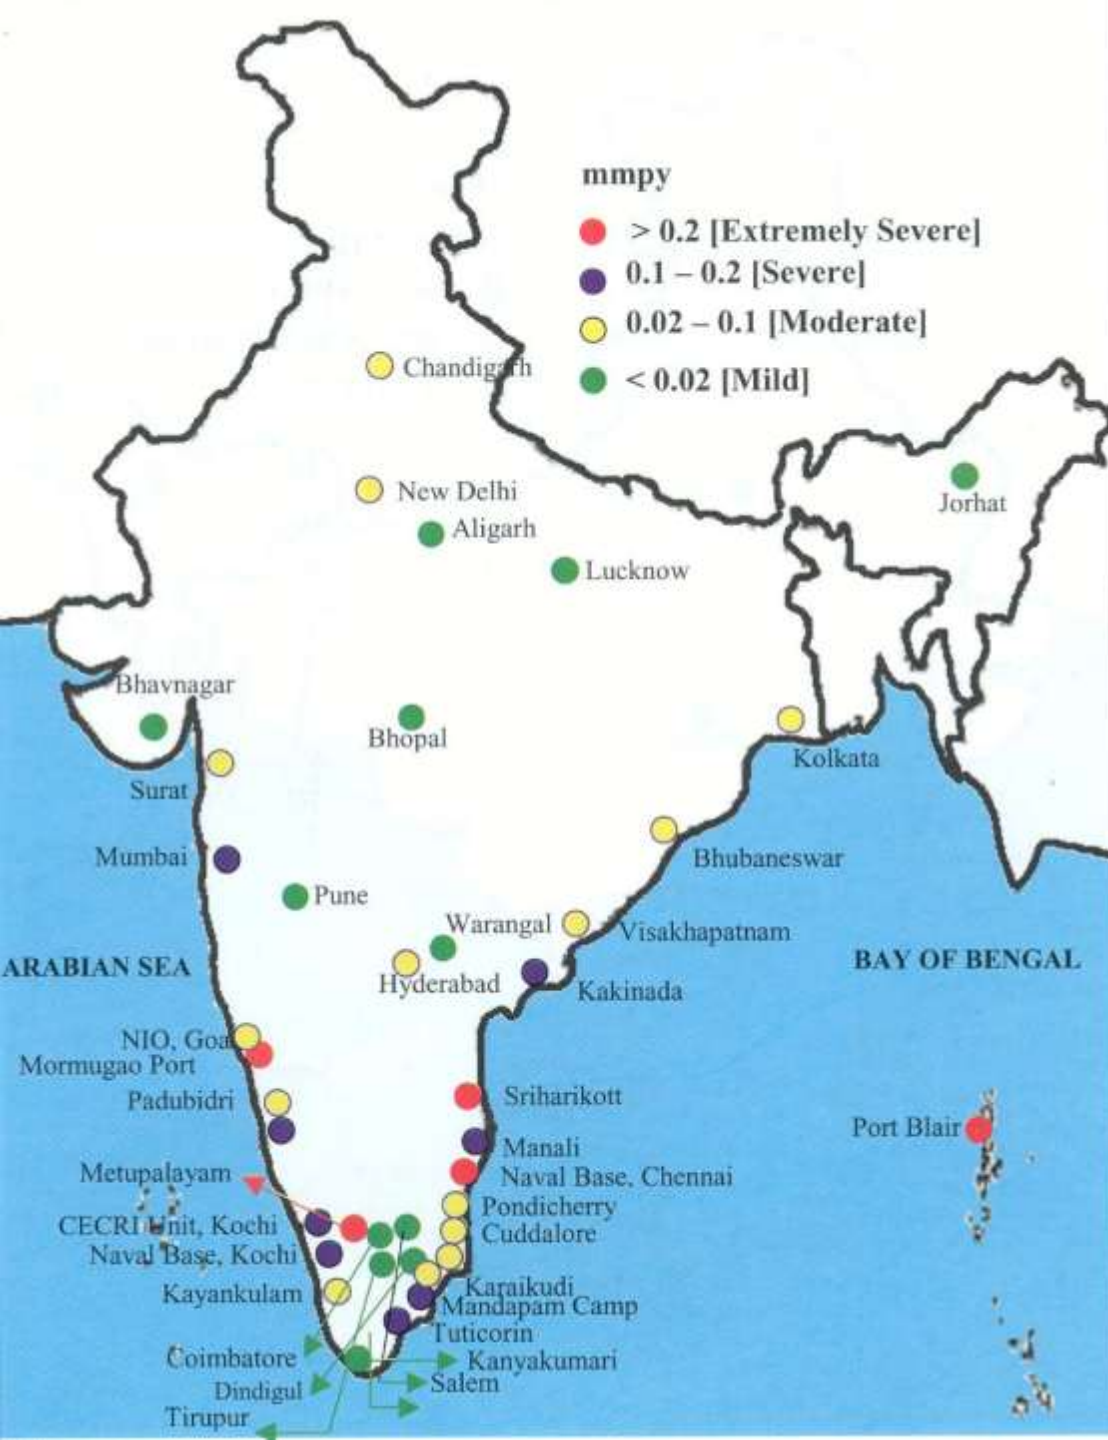 mmpy
> 0.2 [Extremely Severe]
0.1 – 0.2 [Severe]
0.02 – 0.1 [Moderate]
< 0.02 [Mild]
Chandigarh
New Delhi
Aligarh
Lucknow
Jorhat
Bhavnagar
Bhopal
Kolkata
Surat
Mumbai
Bhubaneswar
Pune
Warangal
Visakhapatnam
ARABIAN SEA
BAY OF BENGAL
Hyderabad
Kakinada
NIO, Goa
Mormugao Port
Padubidri
Sriharikott
Port Blair
Manali
Metupalayam
Naval Base, Chennai
Pondicherry
CECRI Unit, Kochi
Cuddalore
Naval Base, Kochi
Kayankulam
Karaikudi
Mandapam Camp
Tuticorin
Coimbatore
Kanyakumari
Dindigul
Salem
Tirupur